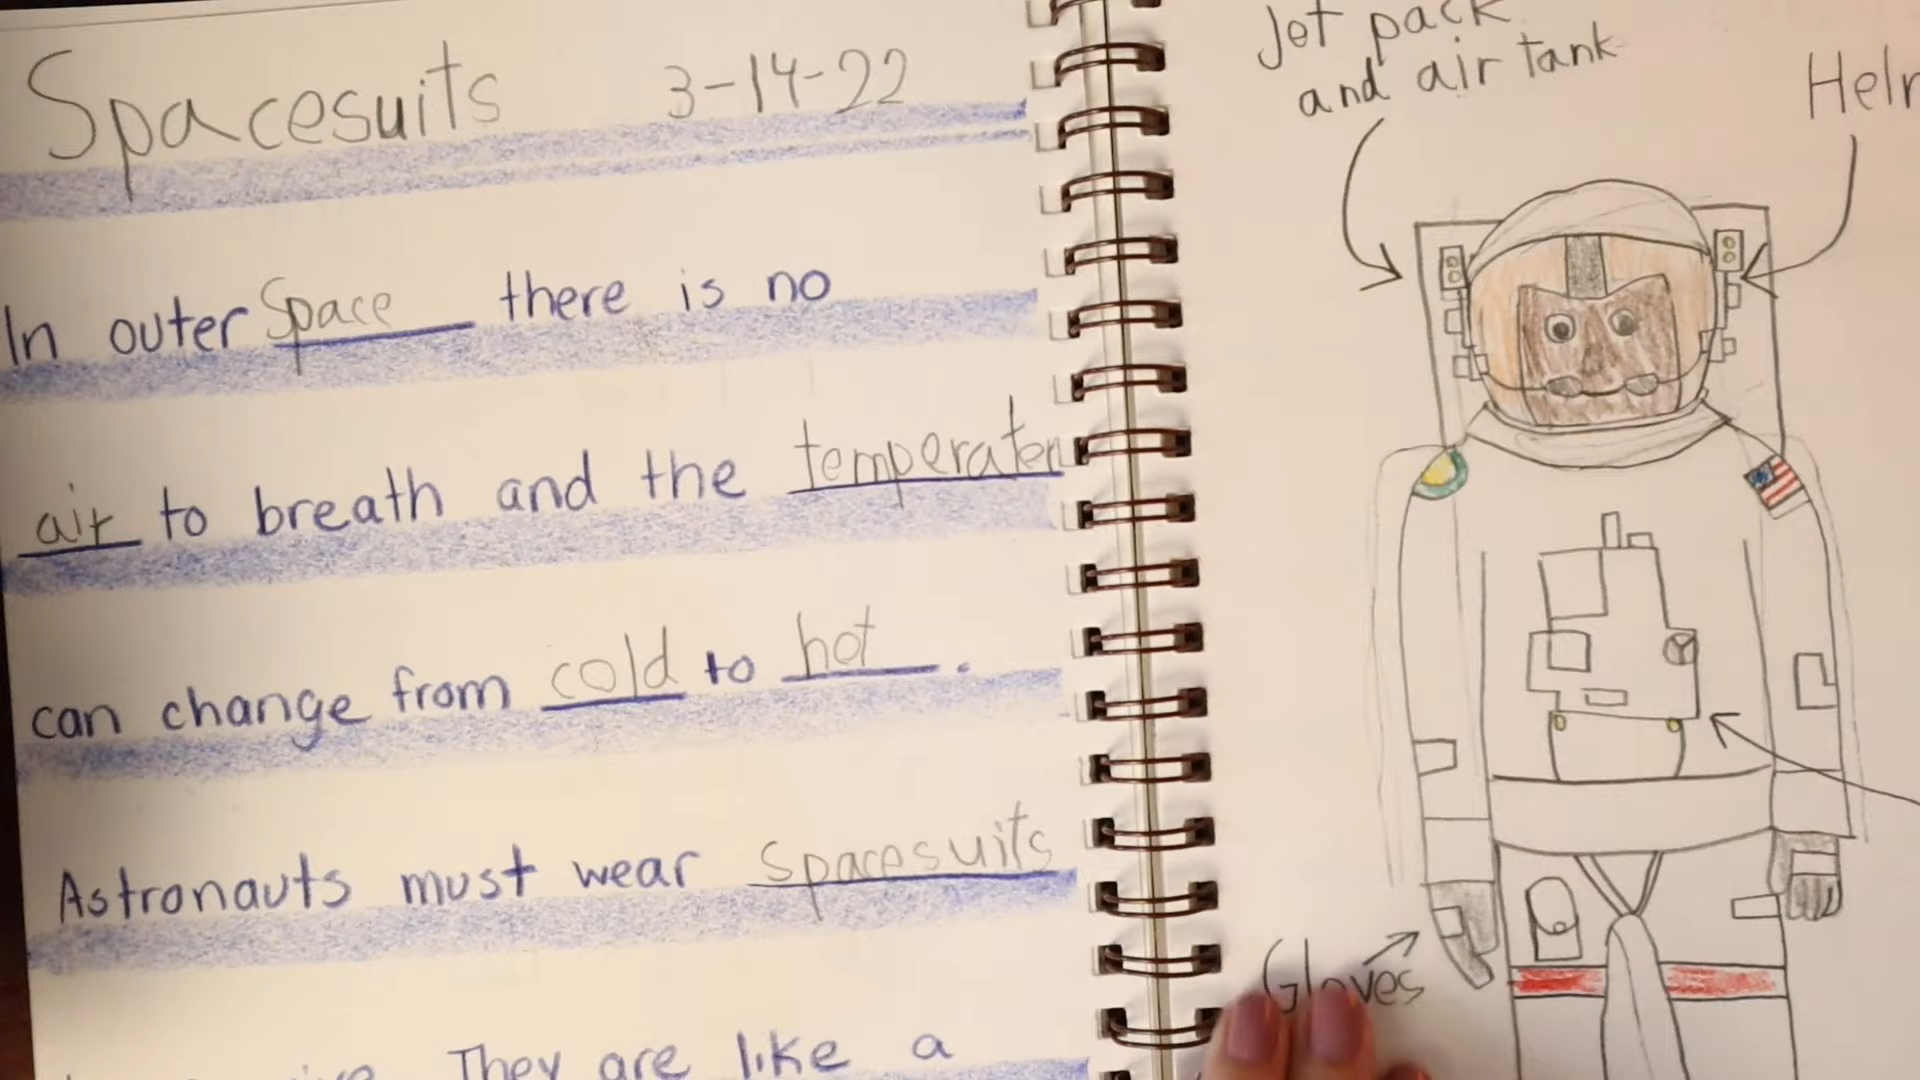 Spacesuits 3-14-22
In outer Space there is no
air to breath and the temperaten
can change from cold to hot.
Astronauts must wear spacesuits
They are like a
Jet pack
and air tank
Gloves